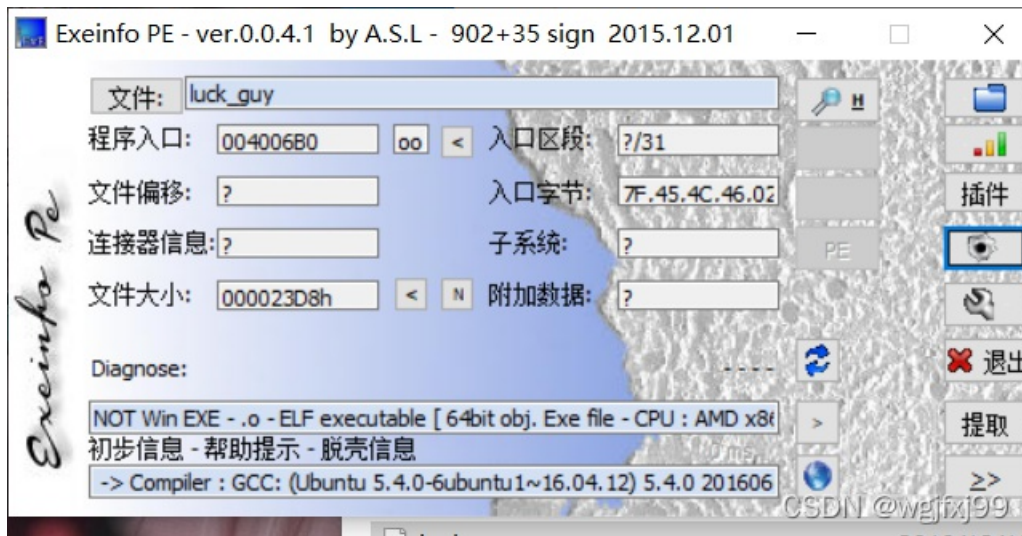 Exeinfo PE - ver.0.0.4.1 by A.S.L - 902+35 sign 2015.12.01
文件: luck_guy H
程序入口: 004006B0 oo < 入口区段: ?/31
文件偏移: ? 入口字节: 7F.45.4C.46.02 插件
连接器信息: ? 子系统: ? PE
文件大小: 000023D8h < N 附加数据: ?
Exeinfo Pe
Diagnose: ---- 退出
NOT Win EXE - .o - ELF executable [ 64bit obj. Exe file - CPU : AMD x86 > 提取
初步信息 - 帮助提示 - 脱壳信息 0 ms.
-> Compiler : GCC: (Ubuntu 5.4.0-6ubuntu1~16.04.12) 5.4.0 201606 >>
CSDN @wgjfxj99